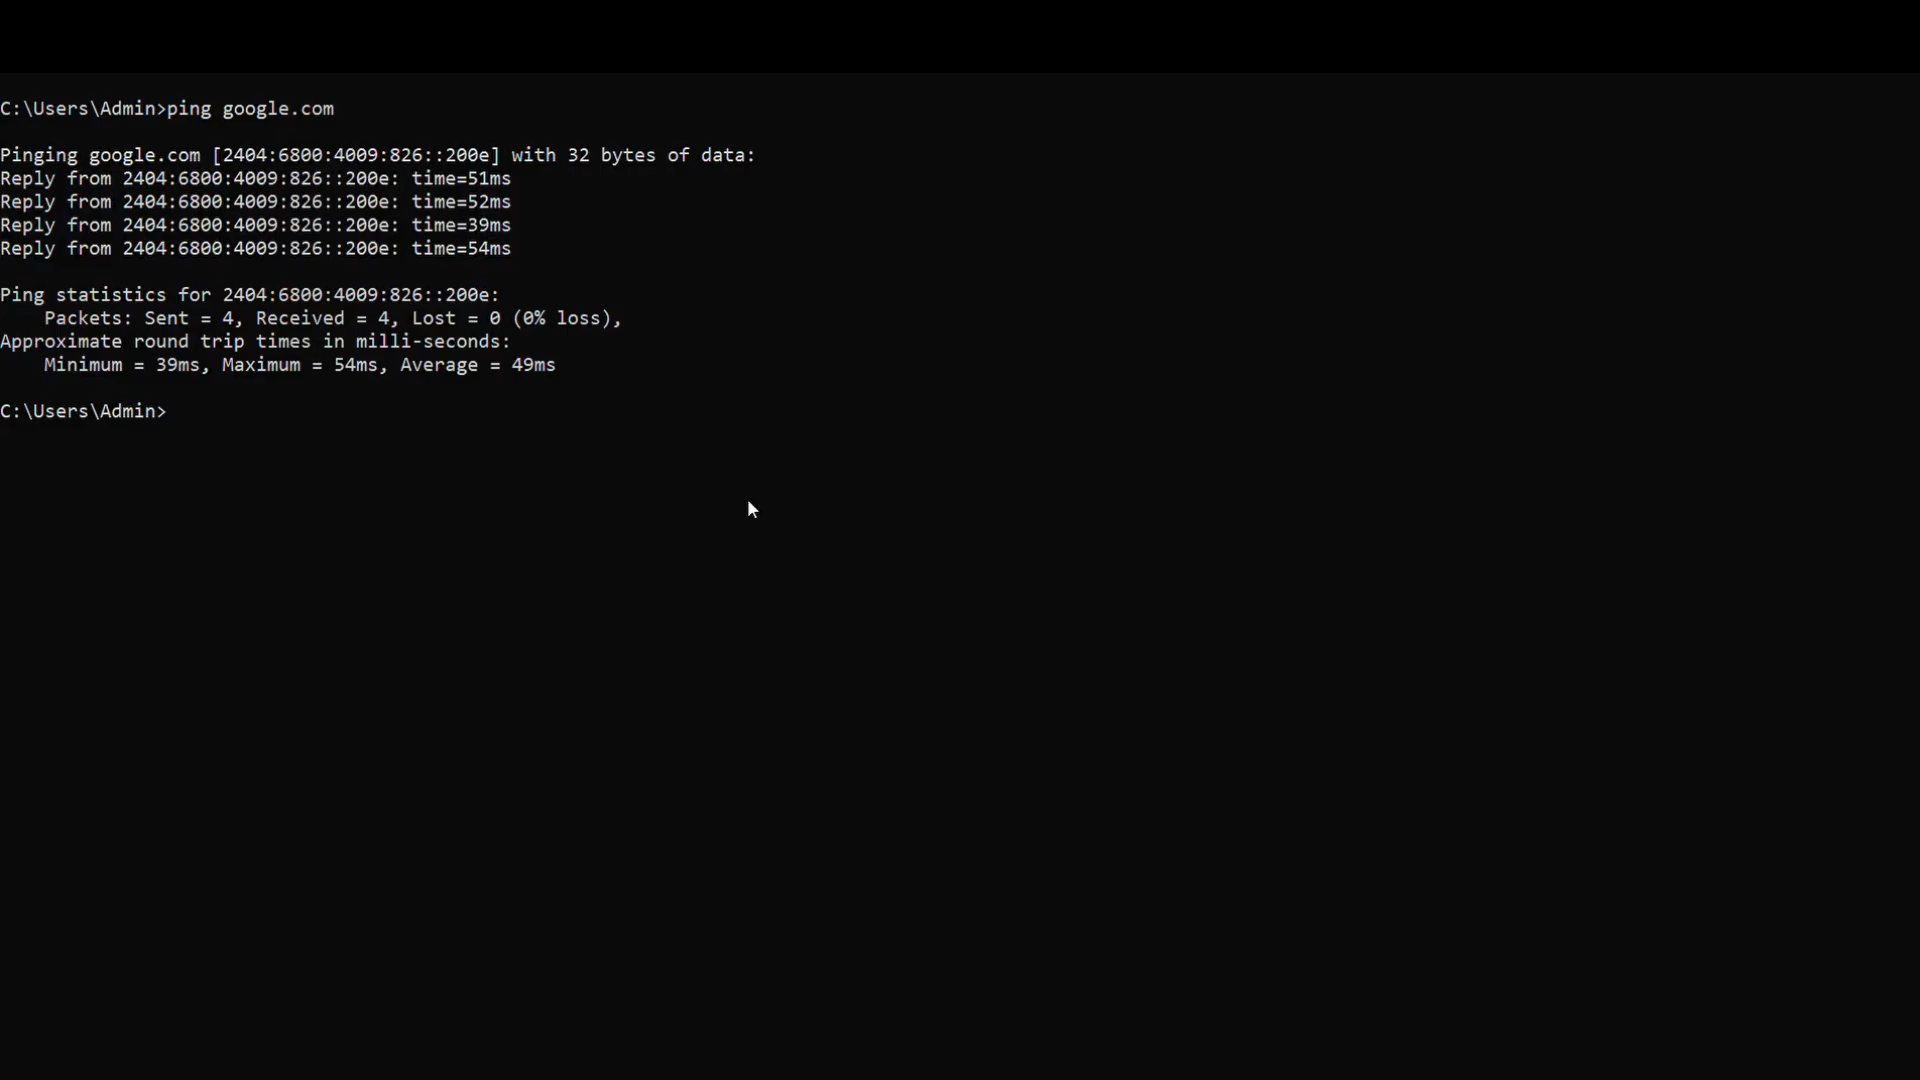 C:\Users\Admin>ping google.com
Pinging google.com [2404:6800:4009:826::200e] with 32 bytes of data:
Reply from 2404:6800:4009:826::200e: time=51ms
Reply from 2404:6800:4009:826::200e: time=52ms
Reply from 2404:6800:4009:826::200e: time=39ms
Reply from 2404:6800:4009:826::200e: time=54ms
Ping statistics for 2404:6800:4009:826::200e:
    Packets: Sent = 4, Received = 4, Lost = 0 (0% loss),
Approximate round trip times in milli-seconds:
    Minimum = 39ms, Maximum = 54ms, Average = 49ms
C:\Users\Admin>